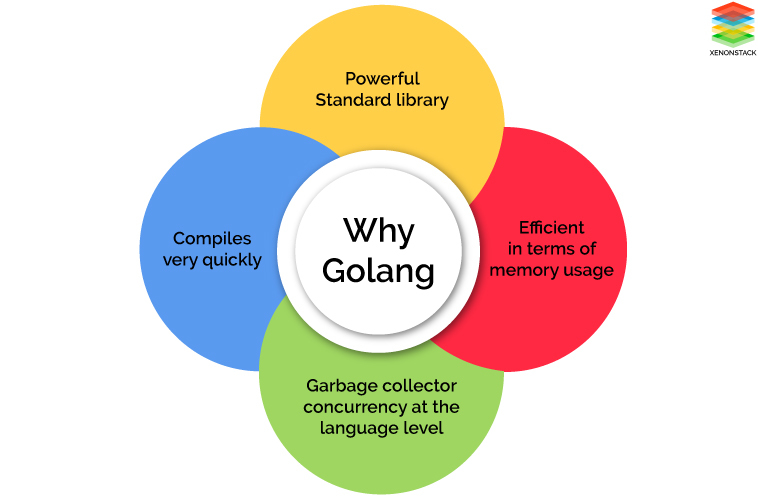 XENONSTACK
Powerful
Standard library
Compiles
very quickly
Why
Golang
Efficient
in terms of
memory usage
Garbage collector
concurrency at the
language level